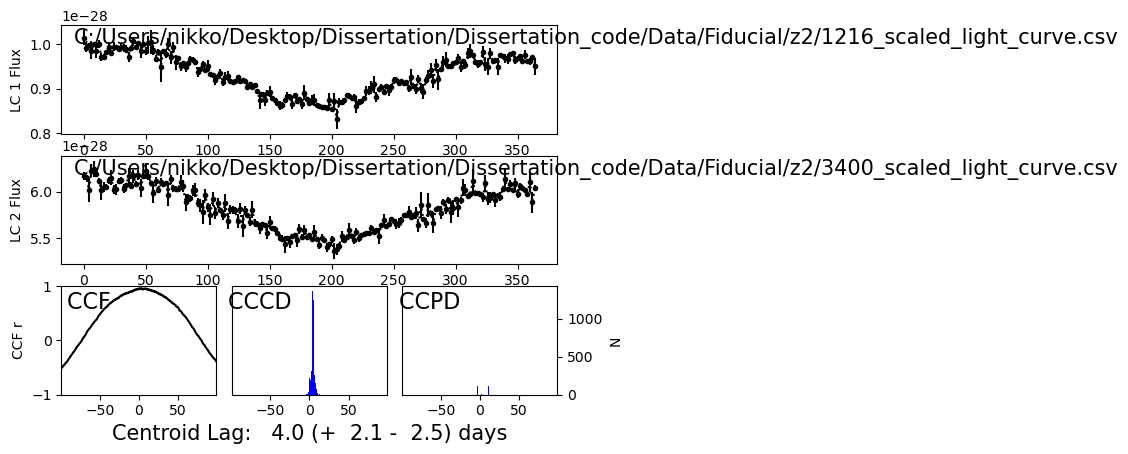 1e−28
C:/Users/nikko/Desktop/Dissertation/Dissertation_code/Data/Fiducial/z2/1216_scaled_light_curve.csv
1.0
0.9
0.8
LC 1 Flux
0 50 100 150 200 250 300 350
1e−28
C:/Users/nikko/Desktop/Dissertation/Dissertation_code/Data/Fiducial/z2/3400_scaled_light_curve.csv
6.0
5.5
LC 2 Flux
0 50 100 150 200 250 300 350
CCF CCCD CCPD
1
0
−1
CCF r
1000
500
0
N
−50 0 50 −50 0 50 −50 0 50
Centroid Lag: 4.0 (+ 2.1 - 2.5) days